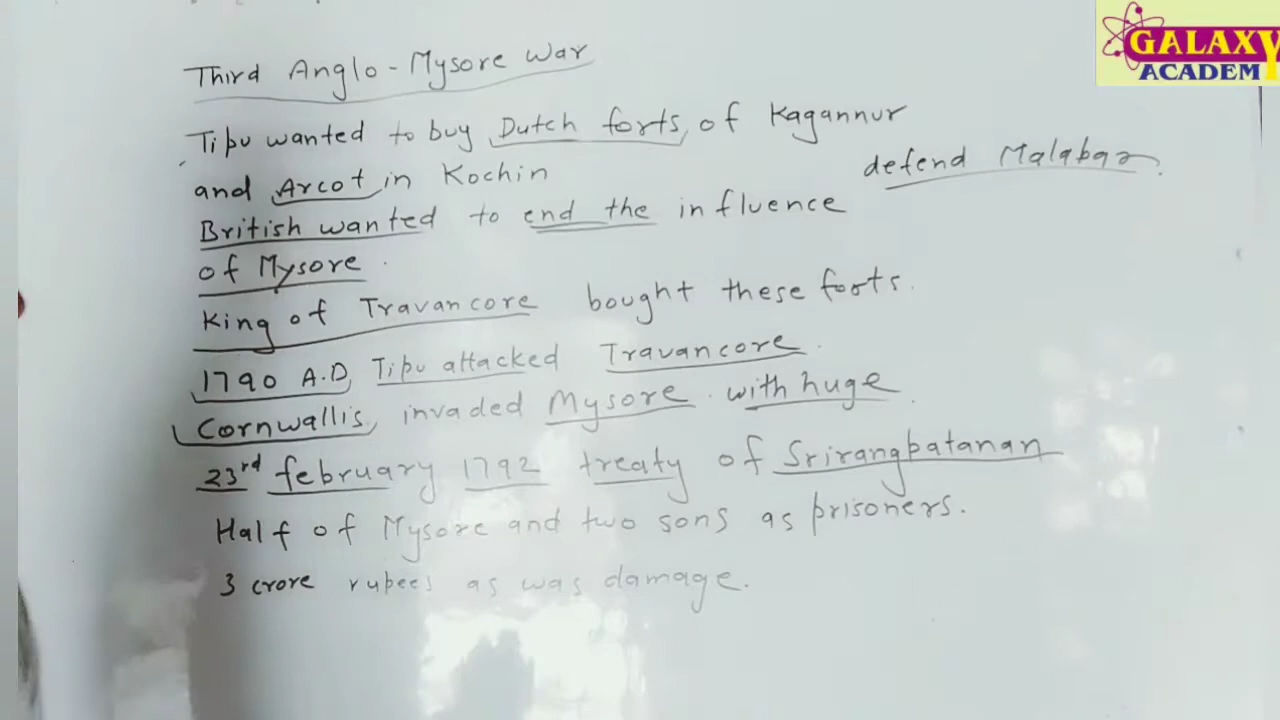 GALAXY
ACADEMY
Third Anglo-Mysore War
Tipu wanted to buy Dutch forts, of Kagannur
and Arcot in Kochin
defend Malabar.
British wanted to end the influence
of Mysore.
King of Travancore bought these forts.
1790 A.D, Tipu attacked Travancore.
Cornwallis, invaded Mysore with huge.
23rd february 1792 treaty of Srirangpatanan
Half of Mysore and two sons as prisoners.
3 crore rupees as was damage.